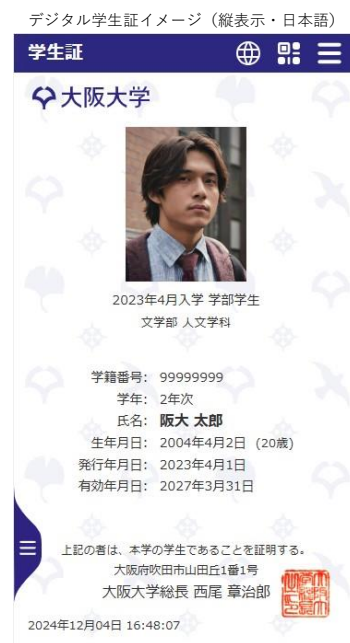 デジタル学生証イメージ（縦表示・日本語）
学生証
大阪大学
2023年4月入学 学部学生
文学部 人文学科
学籍番号: 99999999
学年: 2年次
氏名: 阪大 太郎
生年月日: 2004年4月2日 (20歳)
発行年月日: 2023年4月1日
有効年月日: 2027年3月31日
上記の者は、本学の学生であることを証明する。
大阪府吹田市山田丘1番1号
大阪大学総長 西尾 章治郎
2024年12月04日 16:48:07